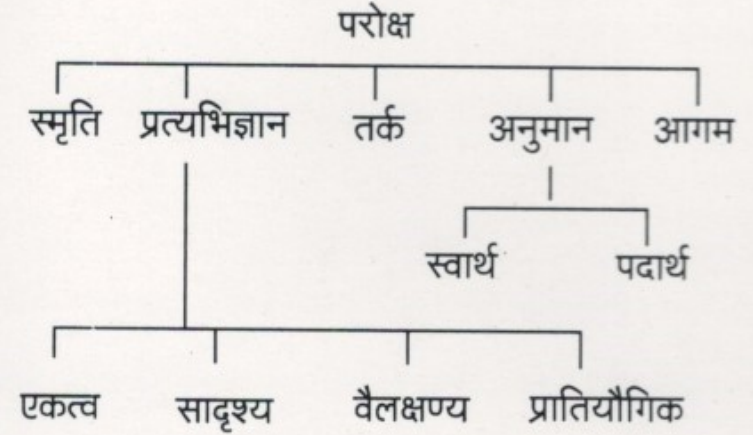 परोक्ष
स्मृति प्रत्यभिज्ञान तर्क अनुमान आगम
स्वार्थ पदार्थ
एकत्व सादृश्य वैलक्षण्य प्रातियौगिक